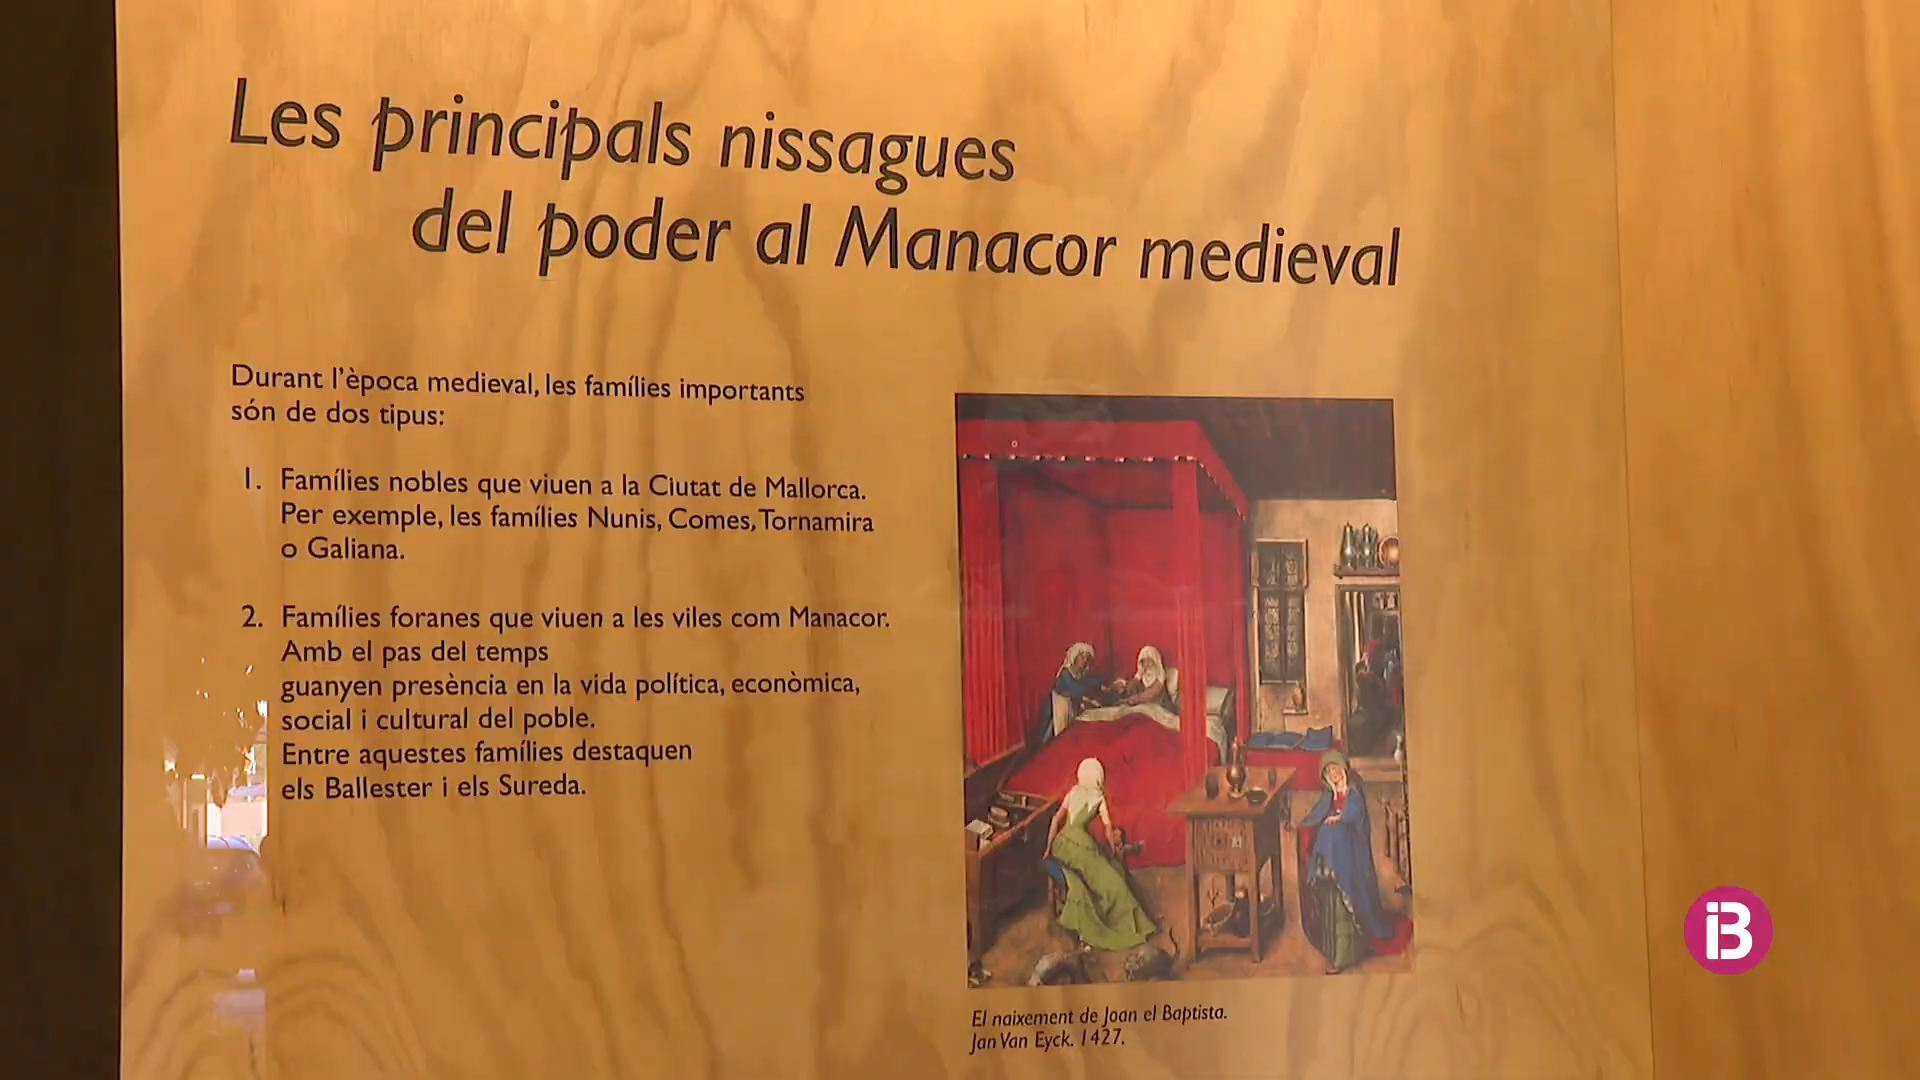 Les principals nissagues
del poder al Manacor medieval
Durant l'època medieval, les famílies importants
són de dos tipus:
1. Famílies nobles que viuen a la Ciutat de Mallorca.
Per exemple, les famílies Nunis, Comes, Tornamira
o Galiana.
2. Famílies foranes que viuen a les viles com Manacor.
Amb el pas del temps
guanyen presència en la vida política, econòmica,
social i cultural del poble.
Entre aquestes famílies destaquen
els Ballester i els Sureda.
El naixement de Joan el Baptista.
Jan Van Eyck. 1427.
iB